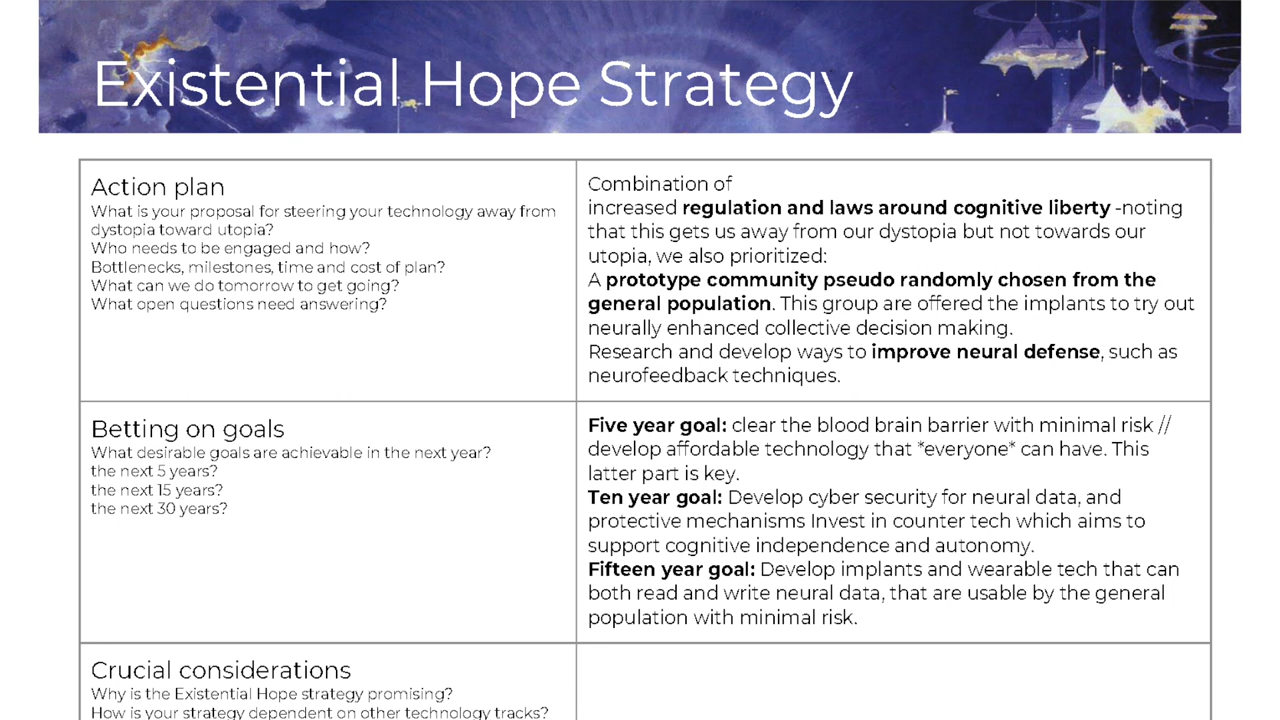 Existential Hope Strategy
Action plan
What is your proposal for steering your technology away from
dystopia toward utopia?
Who needs to be engaged and how?
Bottlenecks, milestones, time and cost of plan?
What can we do tomorrow to get going?
What open questions need answering?
Combination of
increased regulation and laws around cognitive liberty -noting
that this gets us away from our dystopia but not towards our
utopia, we also prioritized:
A prototype community pseudo randomly chosen from the
general population. This group are offered the implants to try out
neurally enhanced collective decision making.
Research and develop ways to improve neural defense, such as
neurofeedback techniques.
Betting on goals
What desirable goals are achievable in the next year?
the next 5 years?
the next 15 years?
the next 30 years?
Five year goal: clear the blood brain barrier with minimal risk //
develop affordable technology that *everyone* can have. This
latter part is key.
Ten year goal: Develop cyber security for neural data, and
protective mechanisms Invest in counter tech which aims to
support cognitive independence and autonomy.
Fifteen year goal: Develop implants and wearable tech that can
both read and write neural data, that are usable by the general
population with minimal risk.
Crucial considerations
Why is the Existential Hope strategy promising?
How is your strategy dependent on other technology tracks?